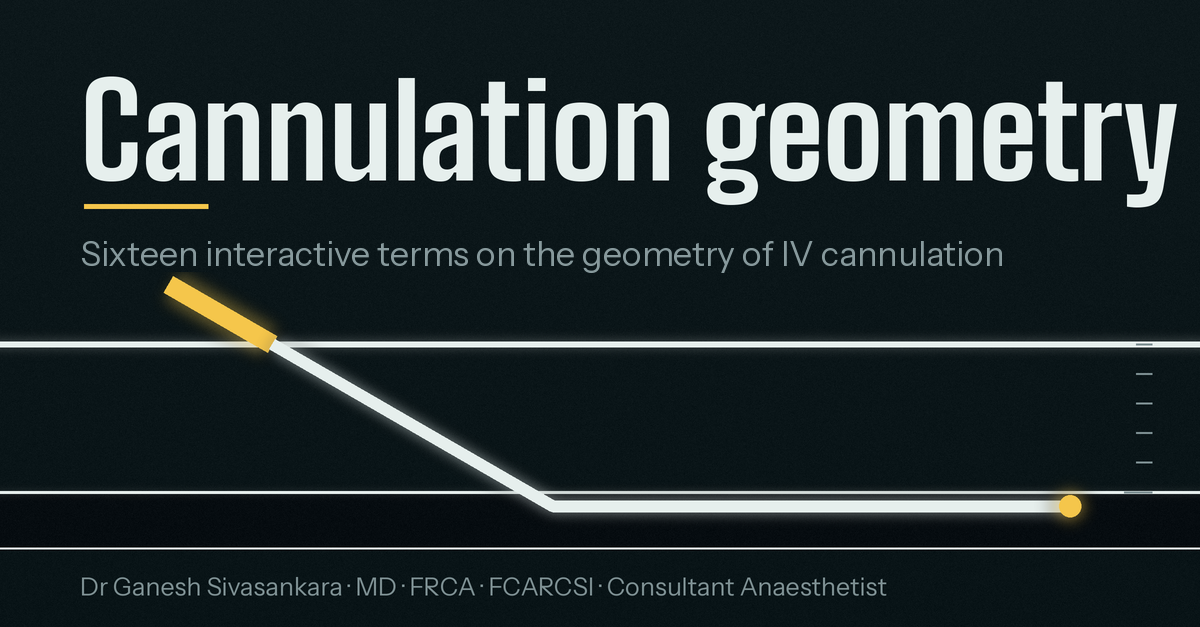 Cannulation geometry
Sixteen interactive terms on the geometry of IV cannulation
Dr Ganesh Sivasankara · MD · FRCA · FCARCSI · Consultant Anaesthetist